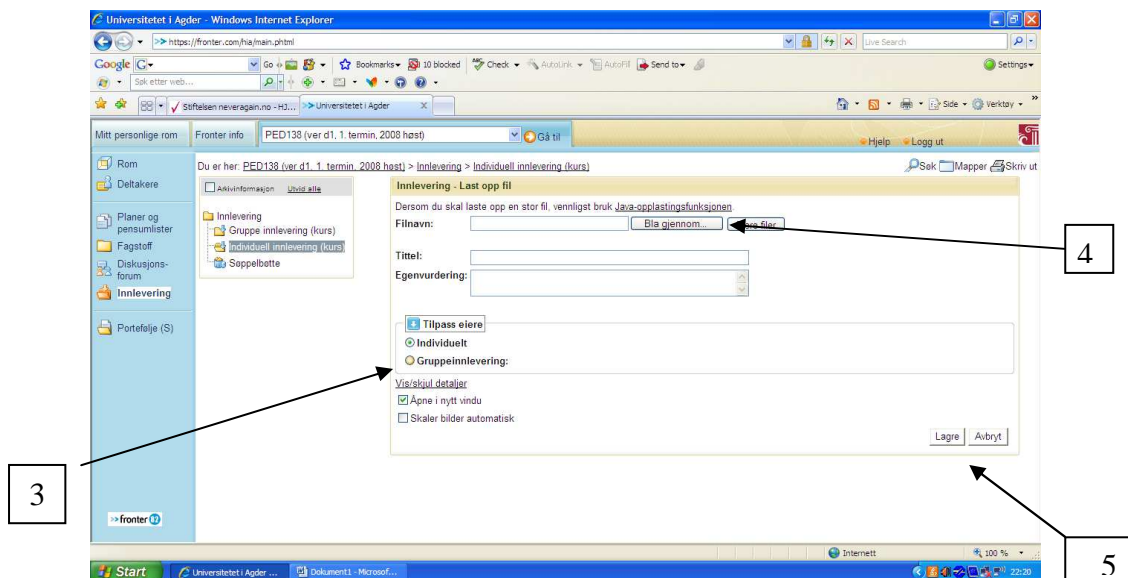 Universitetet i Agder - Windows Internet Explorer
>> https://fronter.com/hia/main.phtml
Live Search
Google G
Go
Bookmarks
10 blocked
Check
AutoLink
AutoFill
Send to
Settings
Søk etter web...
Stiftelsen neveragain.no - HJ...
>> Universitetet i Agder
X
Side
Verktøy
Mitt personlige rom
Fronter info
PED138 (ver d1, 1. termin, 2008 høst)
Gå til
Hjelp
Logg ut
Rom
Deltakere
Planer og
pensumlister
Fagstoff
Diskusjons-
forum
Innlevering
Portefølje (S)
>> fronter
Du er her: PED138 (ver d1, 1. termin, 2008 høst) > Innlevering > Individuell innlevering (kurs)
Søk Mapper Skriv ut
Arkivinformasjon Utvid alle
Innlevering
Gruppe innlevering (kurs)
Individuell innlevering (kurs)
Søppelbøtte
Innlevering - Last opp fil
Dersom du skal laste opp en stor fil, vennligst bruk Java-opplastingsfunksjonen.
Filnavn:
Bla gjennom...
filer
Tittel:
Egenvurdering:
Tilpass eiere
Individuelt
Gruppeinnlevering:
Vis/skjul detaljer
Åpne i nytt vindu
Skaler bilder automatisk
Lagre
Avbryt
4
3
5
Internett
100 %
Start
Universitetet i Agder ...
Dokument1 - Microsof...
22:20